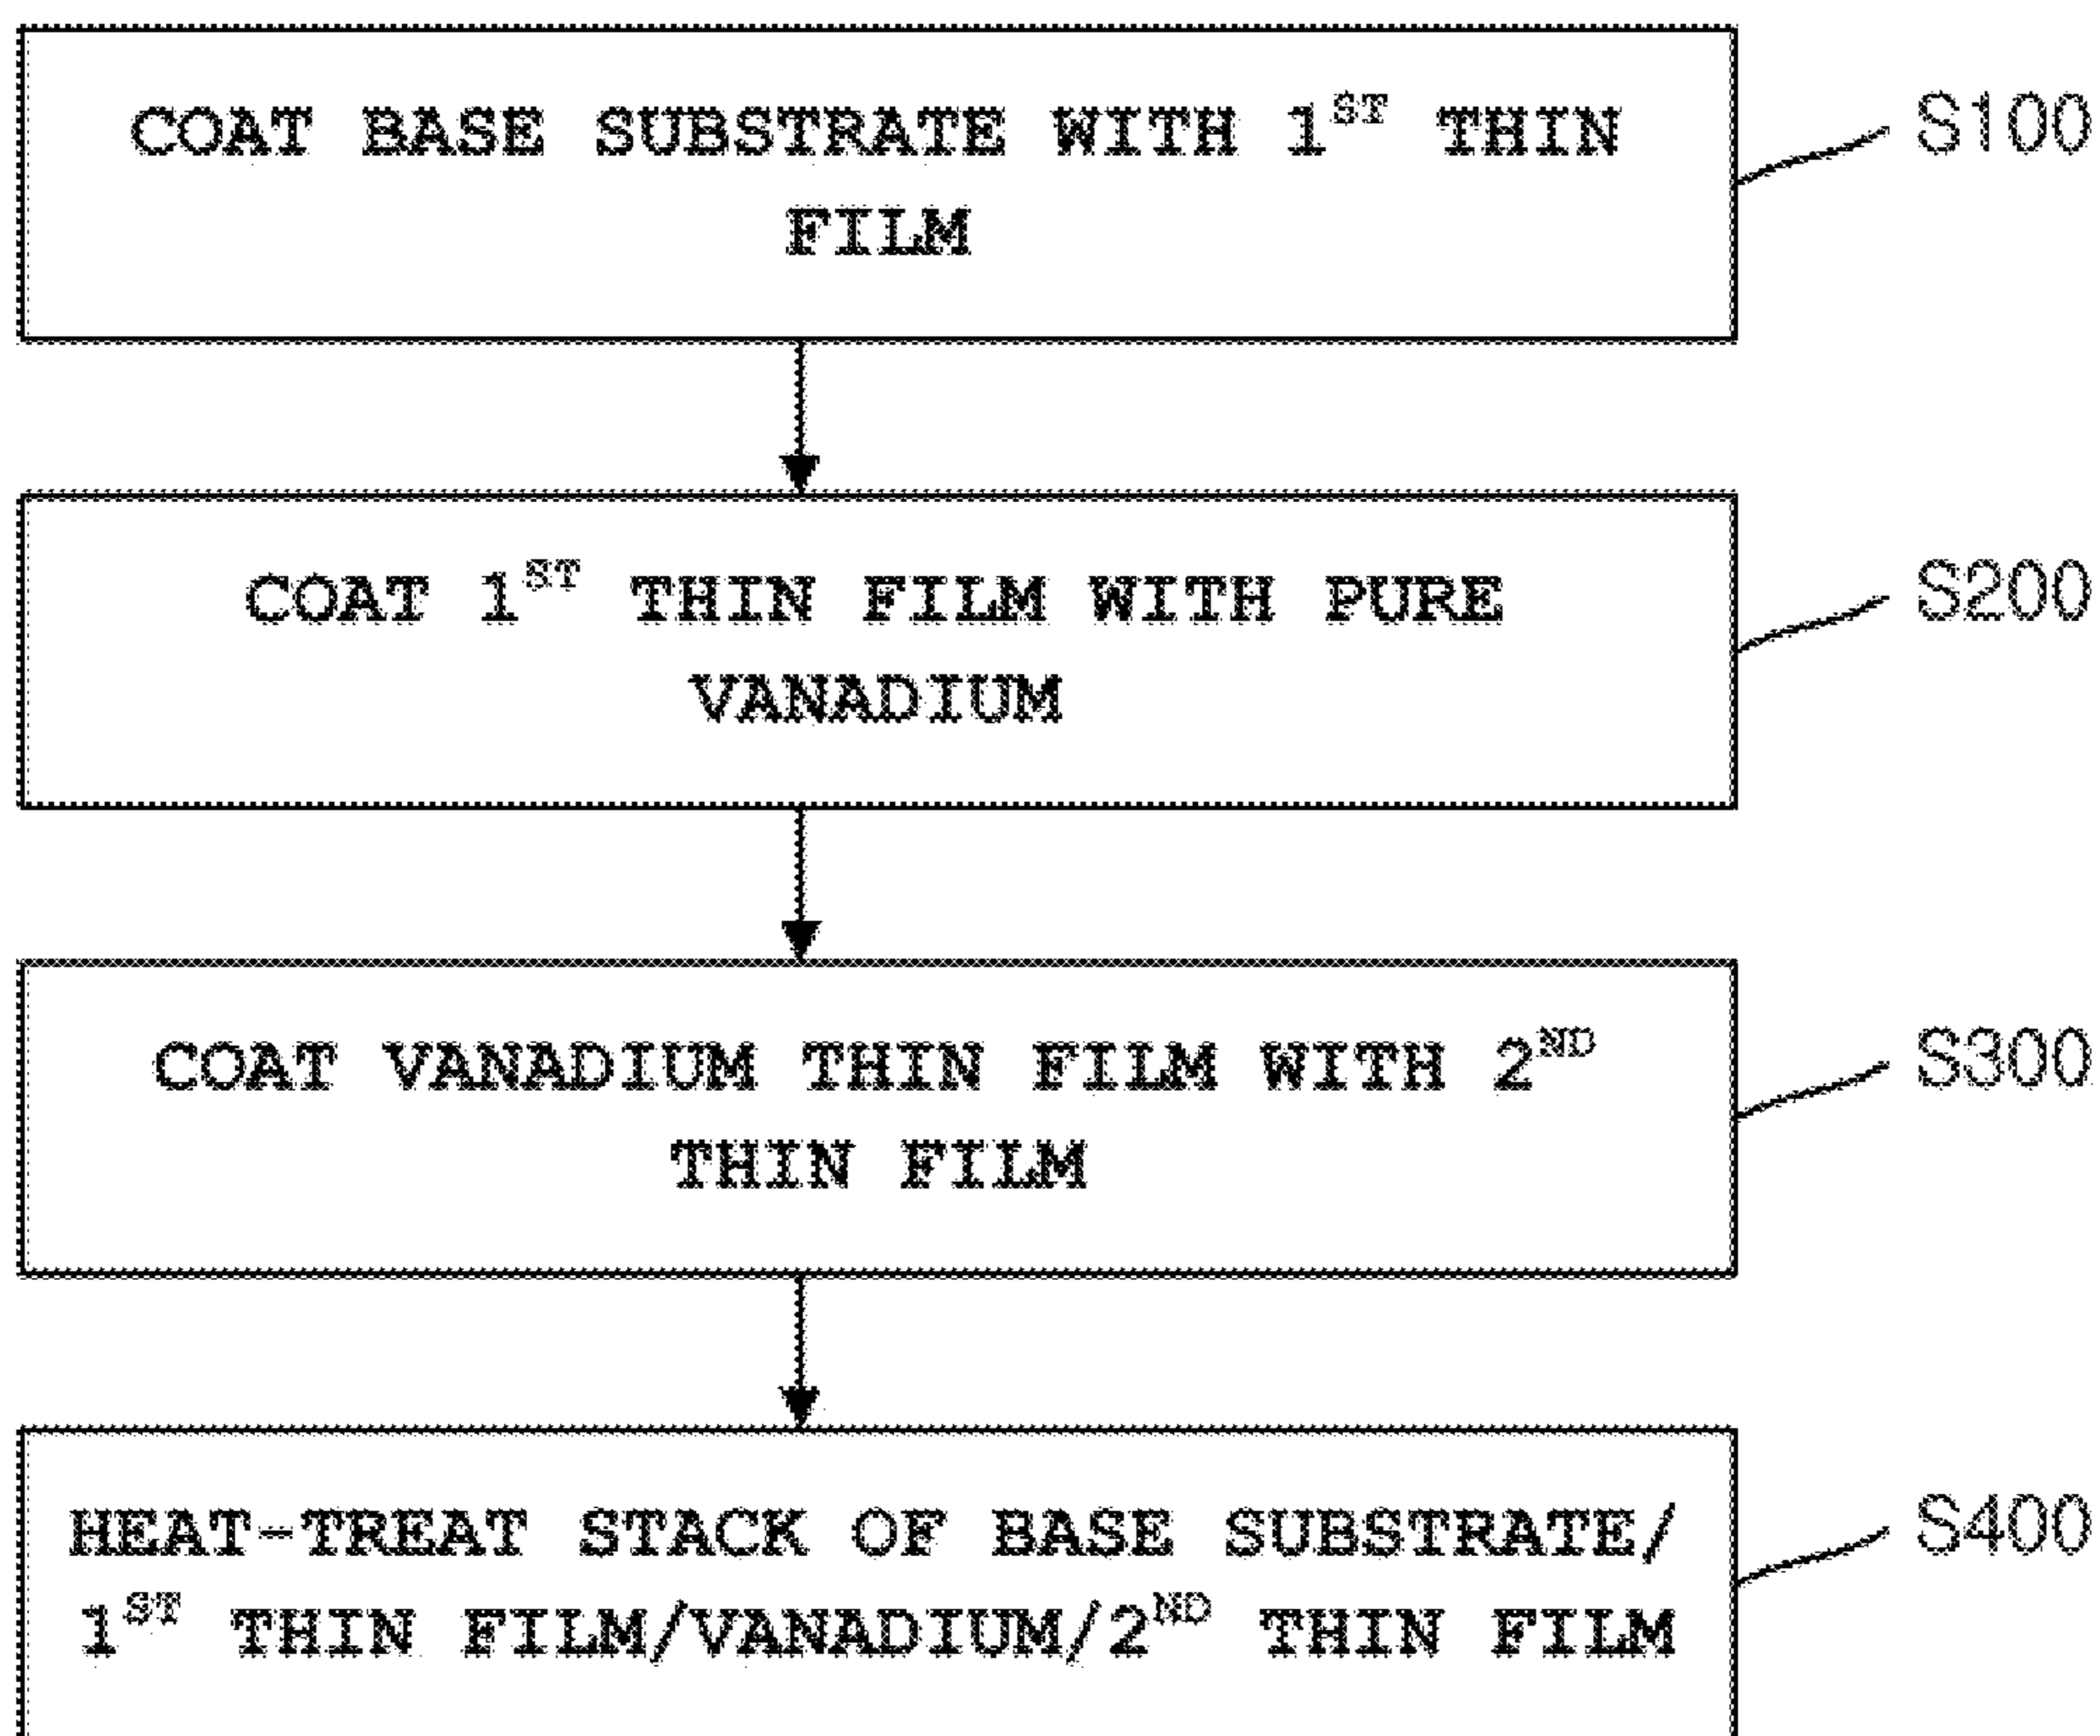 COAT BASE SUBSTRATE WITH 1ST THIN
FILM
S100
COAT 1ST THIN FILM WITH PURE
VANADIUM
S200
COAT VANADIUM THIN FILM WITH 2ND
THIN FILM
S300
HEAT-TREAT STACK OF BASE SUBSTRATE/
1ST THIN FILM/VANADIUM/2ND THIN FILM
S400